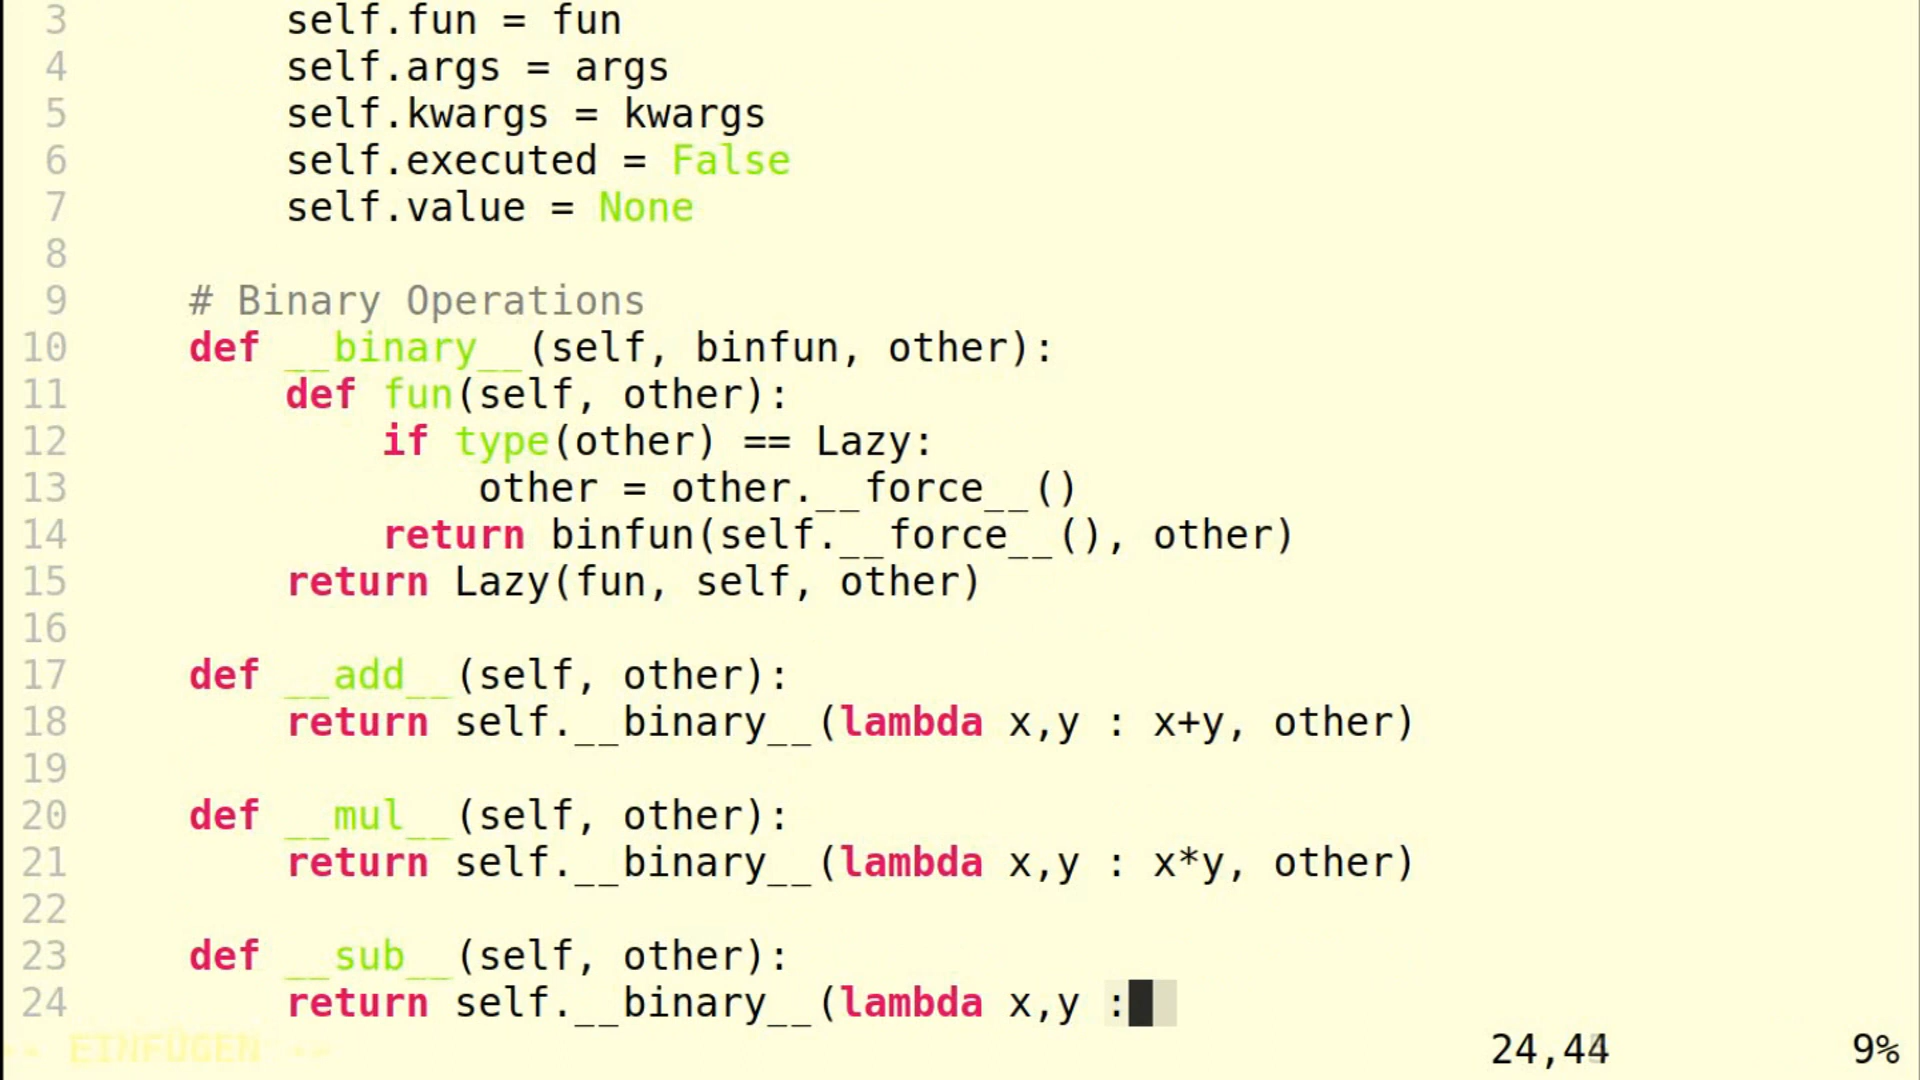 3         self.fun = fun
4         self.args = args
5         self.kwargs = kwargs
6         self.executed = False
7         self.value = None
8
9     # Binary Operations
10     def __binary__(self, binfun, other):
11         def fun(self, other):
12             if type(other) == Lazy:
13                 other = other.__force__()
14             return binfun(self.__force__(), other)
15         return Lazy(fun, self, other)
16
17     def __add__(self, other):
18         return self.__binary__(lambda x,y : x+y, other)
19
20     def __mul__(self, other):
21         return self.__binary__(lambda x,y : x*y, other)
22
23     def __sub__(self, other):
24         return self.__binary__(lambda x,y :
-- EINFÜGEN -- 24,44 9%